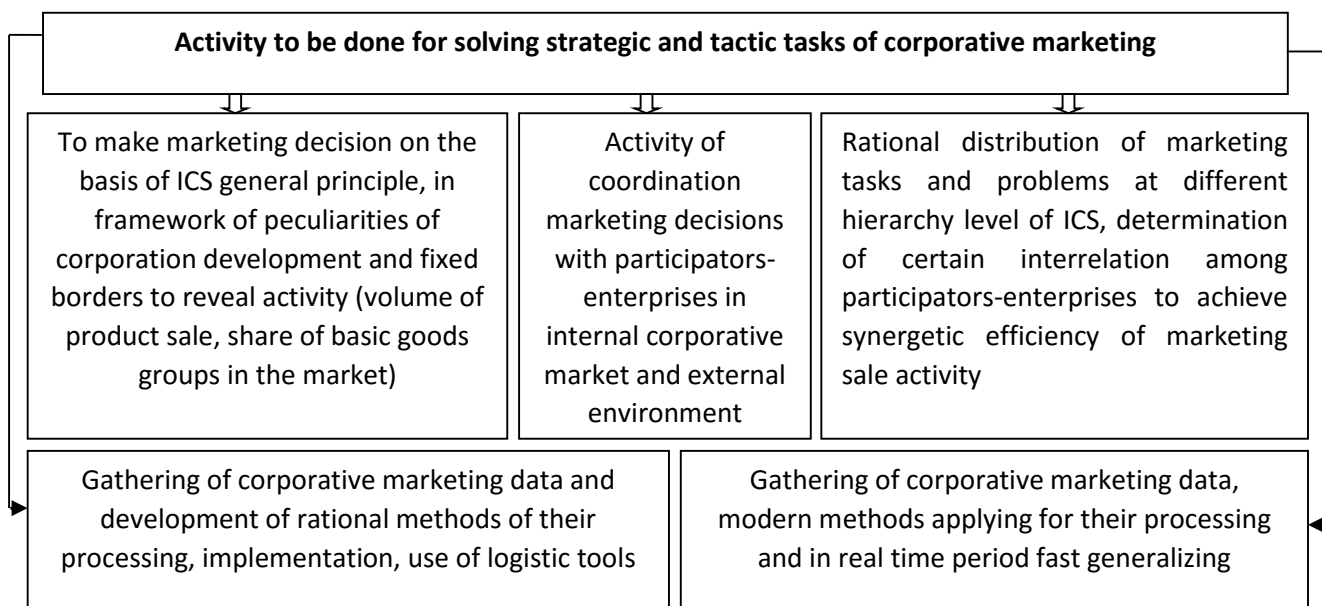 Activity to be done for solving strategic and tactic tasks of corporative marketing
To make marketing decision on the
basis of ICS general principle, in
framework of peculiarities of
corporation development and fixed
borders to reveal activity (volume of
product sale, share of basic goods
groups in the market)
Activity of
coordination
marketing decisions
with participators-
enterprises in
internal corporative
market and external
environment
Rational distribution of marketing
tasks and problems at different
hierarchy level of ICS, determination
of certain interrelation among
participators-enterprises to achieve
synergetic efficiency of marketing
sale activity
Gathering of corporative marketing data and
development of rational methods of their
processing, implementation, use of logistic tools
Gathering of corporative marketing data,
modern methods applying for their processing
and in real time period fast generalizing